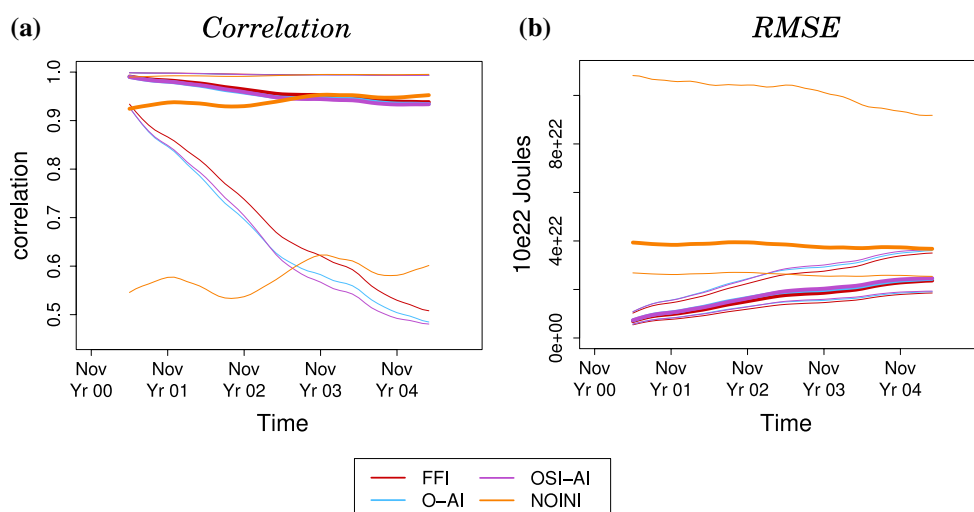 (a) Correlation
correlation
1.0
0.9
0.8
0.7
0.6
0.5
Nov Nov Nov Nov Nov
Yr 00 Yr 01 Yr 02 Yr 03 Yr 04
Time
(b) RMSE
10e22 Joules
8e+22
4e+22
0e+00
Nov Nov Nov Nov Nov
Yr 00 Yr 01 Yr 02 Yr 03 Yr 04
Time
FFI OSI−AI
O−AI NOINI